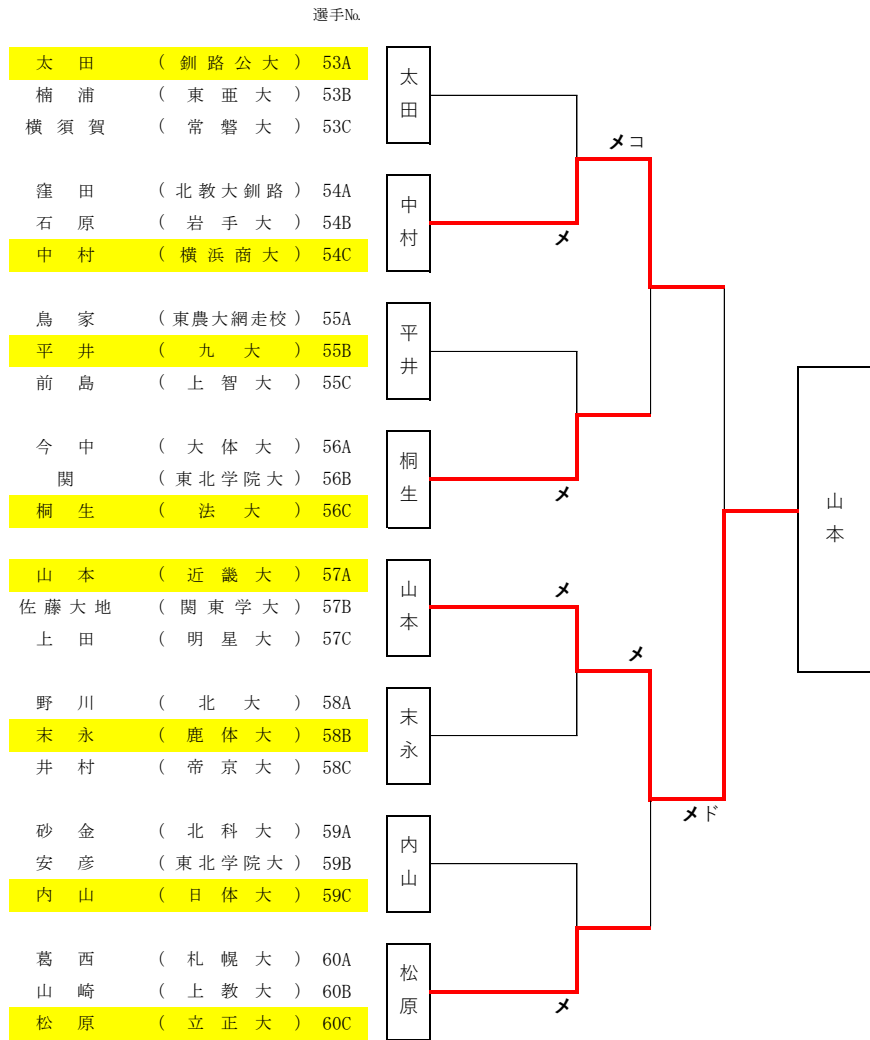 選手№
太田 (釧路公大) 53A
楠浦 (東亜大) 53B
横須賀 (常磐大) 53C
窪田 (北教大釧路) 54A
石原 (岩手大) 54B
中村 (横浜商大) 54C
鳥家 (東農大網走校) 55A
平井 (九大) 55B
前島 (上智大) 55C
今中 (大体大) 56A
関 (東北学院大) 56B
桐生 (法大) 56C
山本 (近畿大) 57A
佐藤大地 (関東学大) 57B
上田 (明星大) 57C
野川 (北大) 58A
末永 (鹿体大) 58B
井村 (帝京大) 58C
砂金 (北科大) 59A
安彦 (東北学院大) 59B
内山 (日体大) 59C
葛西 (札幌大) 60A
山崎 (上教大) 60B
松原 (立正大) 60C
太田
中村
平井
桐生
山本
末永
内山
松原
メ
メ
メ
メ
メコ
メ
メド
山本